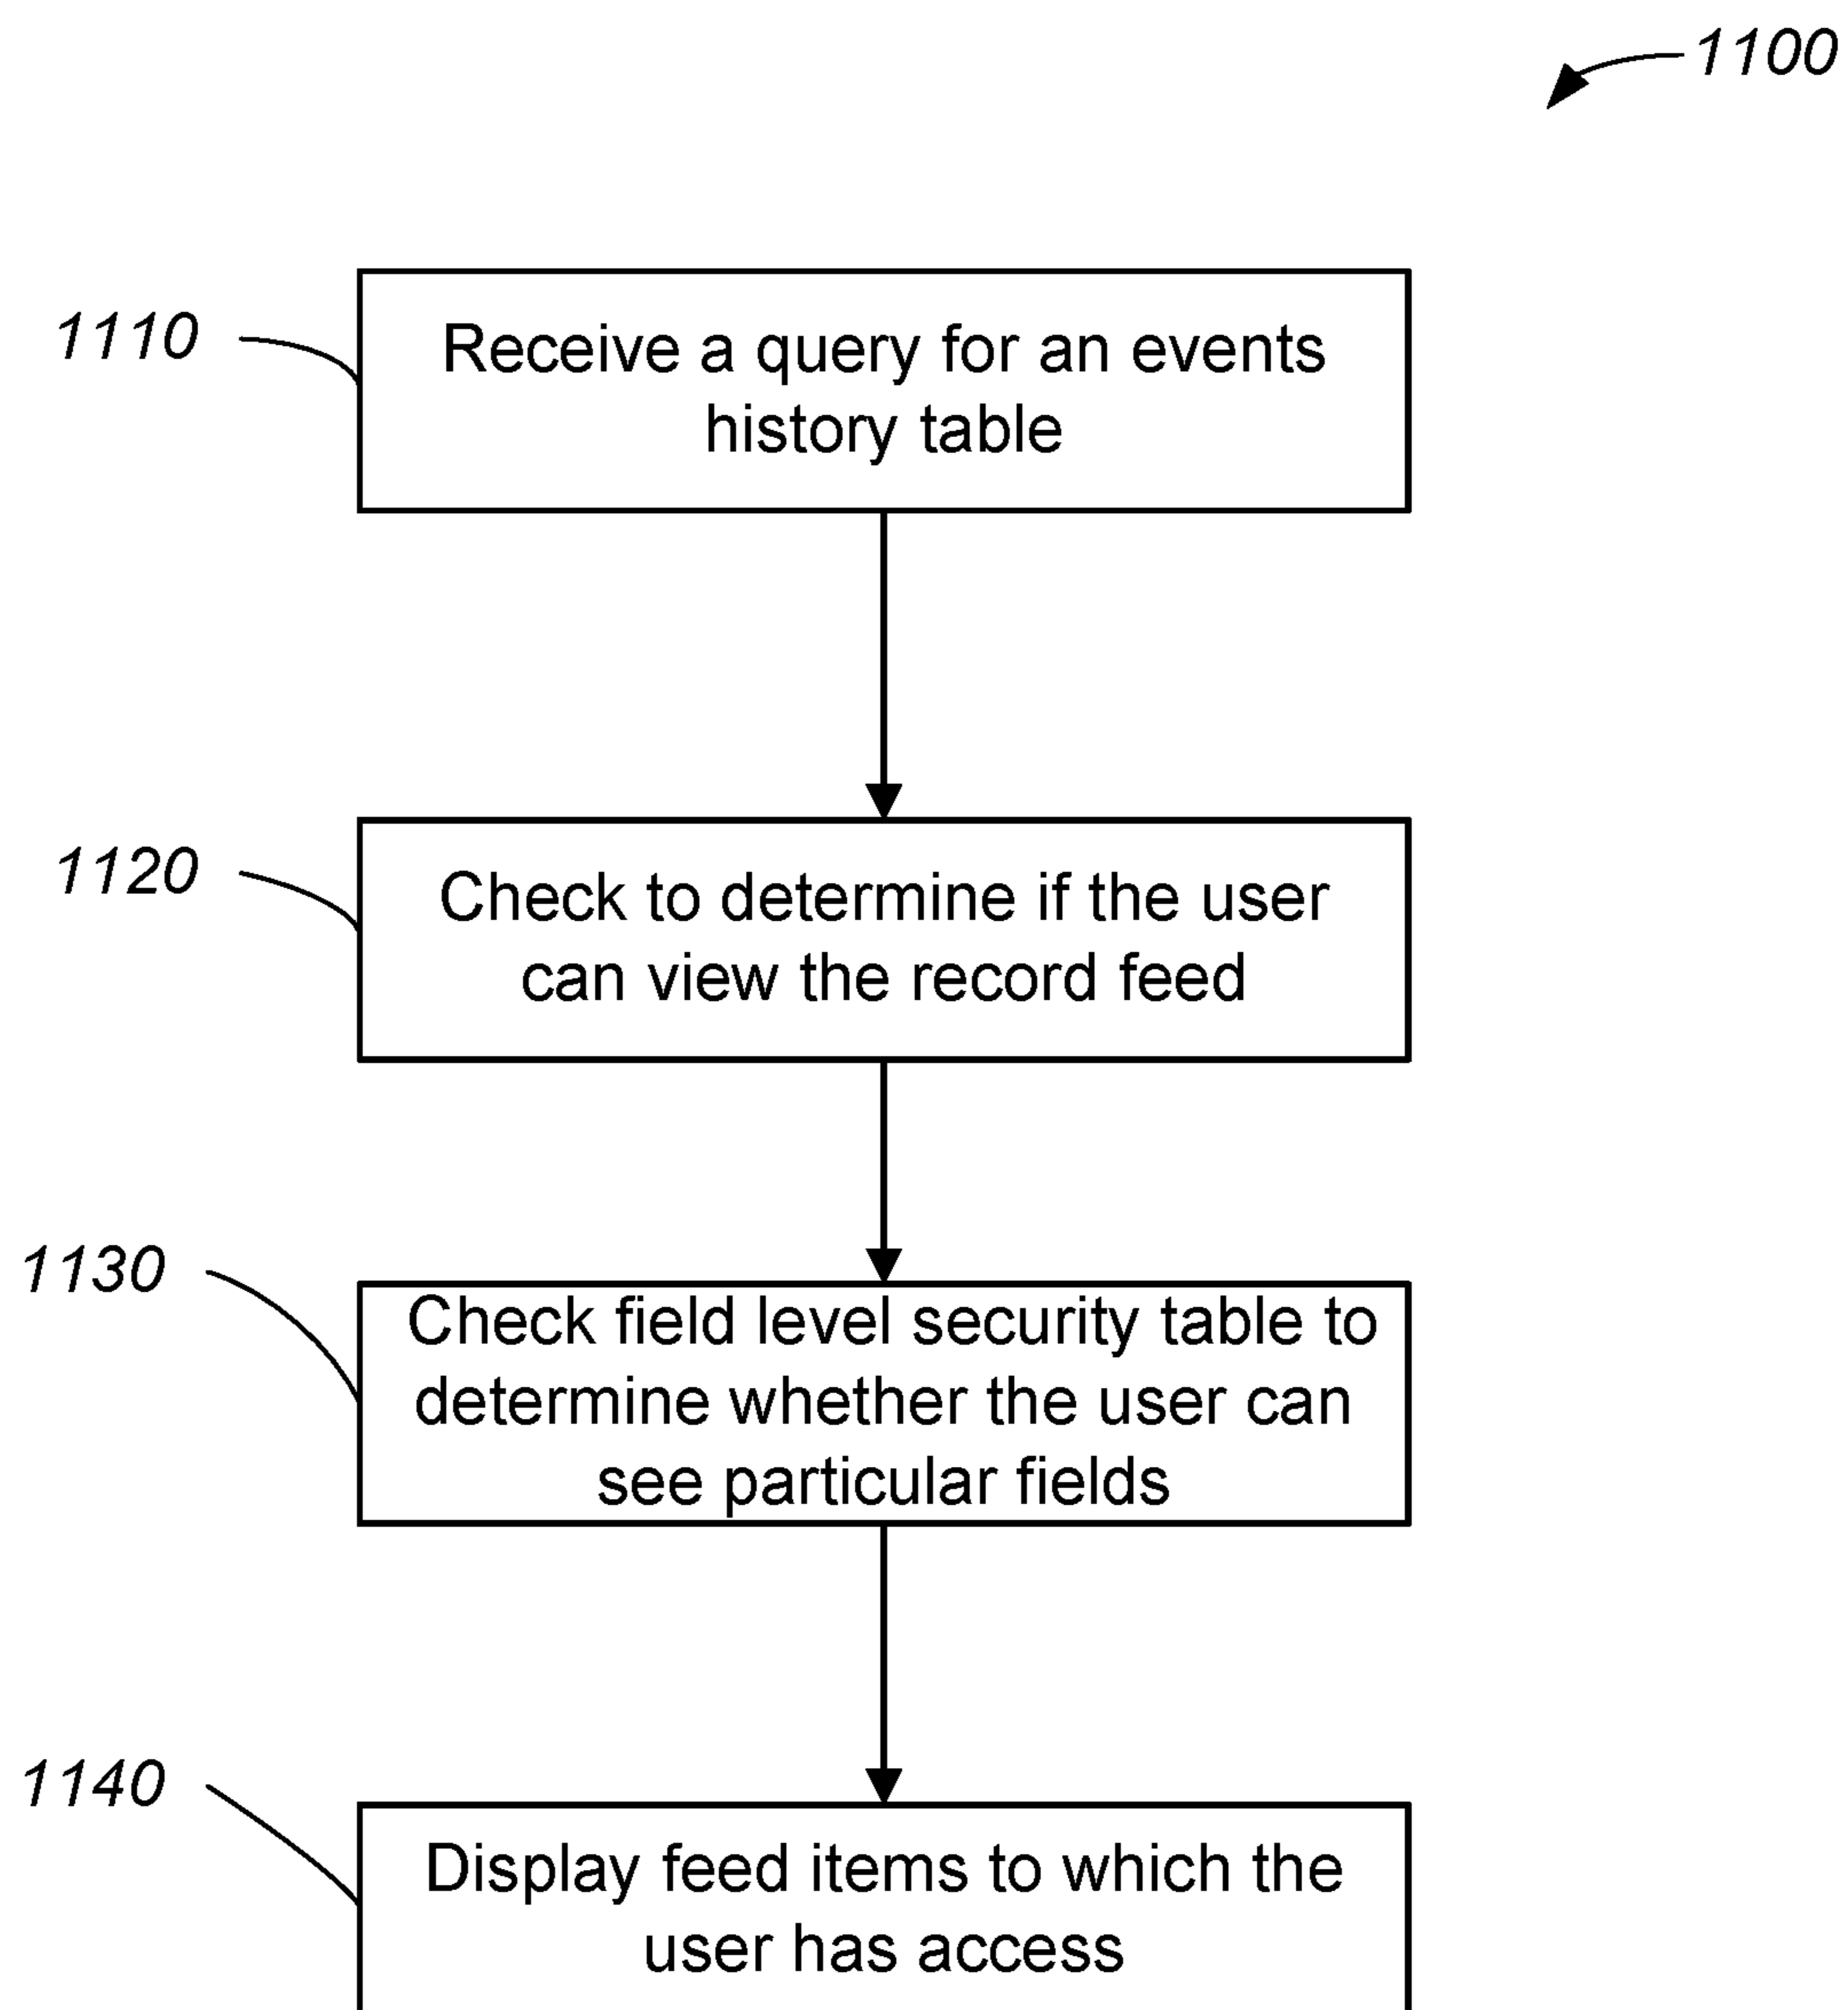 1100
1110
Receive a query for an events
history table
1120
Check to determine if the user
can view the record feed
1130
Check field level security table to
determine whether the user can
see particular fields
1140
Display feed items to which the
user has access